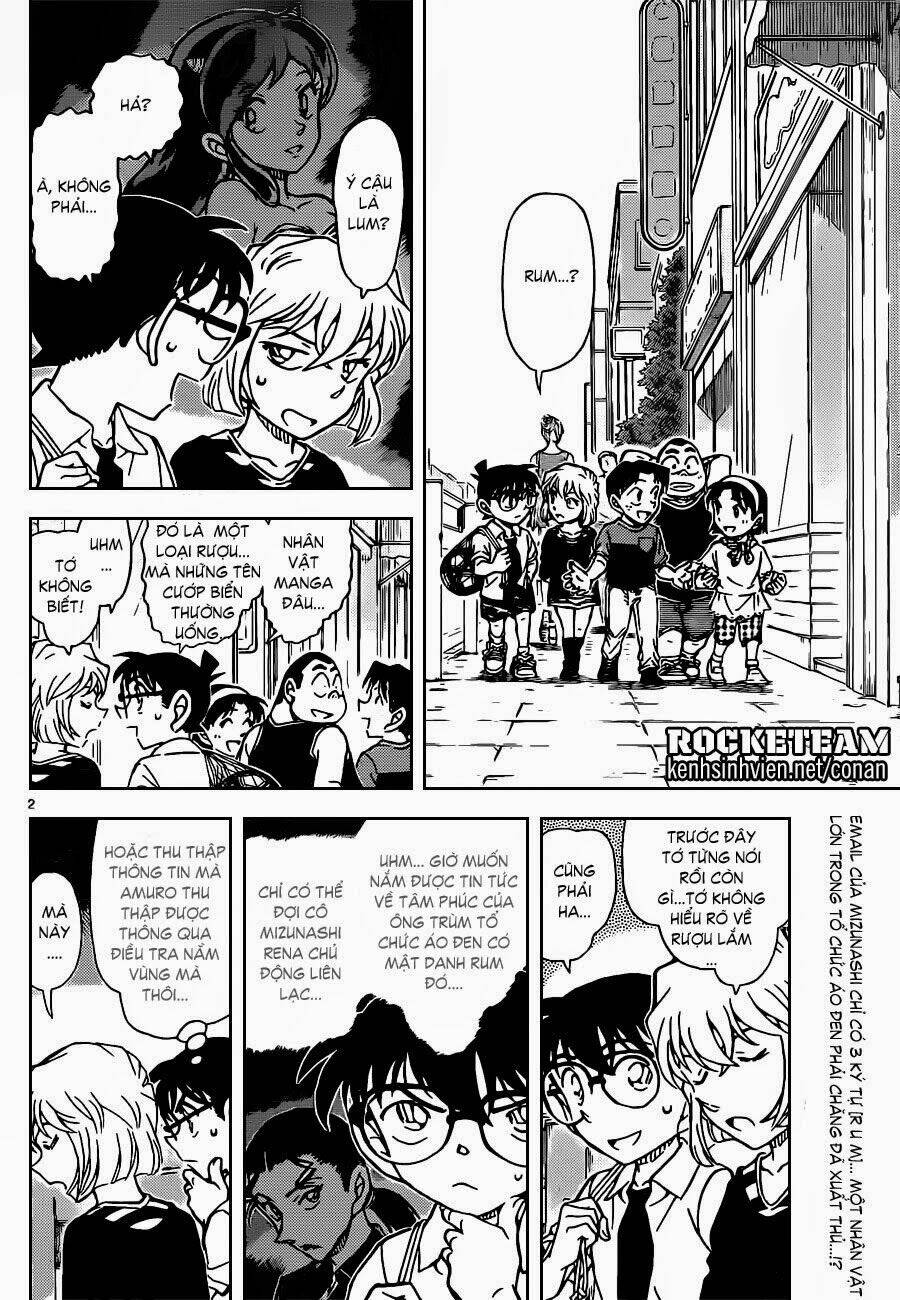 RUM...?
Ý CẬU
LÀ
LUM?
HẢ?
À, KHÔNG
PHẢI...
NHÂN
VẬT
MANGA
ĐÂU...
ĐÓ LÀ MỘT
LOẠI RƯỢU...
MÀ NHỮNG TÊN
CƯỚP BIỂN
THƯỜNG
UỐNG.
UHM
...
TỚ
KHÔNG
BIẾT!
ROCKETEAM
kenhsinhvien.net/conan
2
EMAIL CỦA MIZUNASHI CHỈ CÓ 3 KÝ TỰ [R U M]... MỘT NHÂN VẬT
LỚN TRONG TỔ CHỨC ÁO ĐEN PHẢI CHĂNG ĐÃ XUẤT THỦ...!?
TRƯỚC ĐÂY
TỚ TỪNG NÓI
RỒI CÒN
GÌ...TỚ KHÔNG
HIỂU RÕ VỀ
RƯỢU LẮM
...
CŨNG
PHẢI
HA...
UHM... GIỜ MUỐN
NẮM ĐƯỢC TIN TỨC
VỀ TÂM PHÚC CỦA
ÔNG TRÙM TỔ
CHỨC ÁO ĐEN CÓ
MẬT DANH RUM
ĐÓ....
CHỈ CÓ THỂ
ĐỢI CÔ
MIZUNASHI
RENA CHỦ
ĐỘNG LIÊN
LẠC...
HOẶC THU THẬP
THÔNG TIN MÀ
AMURO THU
THẬP ĐƯỢC
THÔNG QUA
ĐIỀU TRA NẰM
VÙNG MÀ
THÔI...
MÀ
NÀY
....